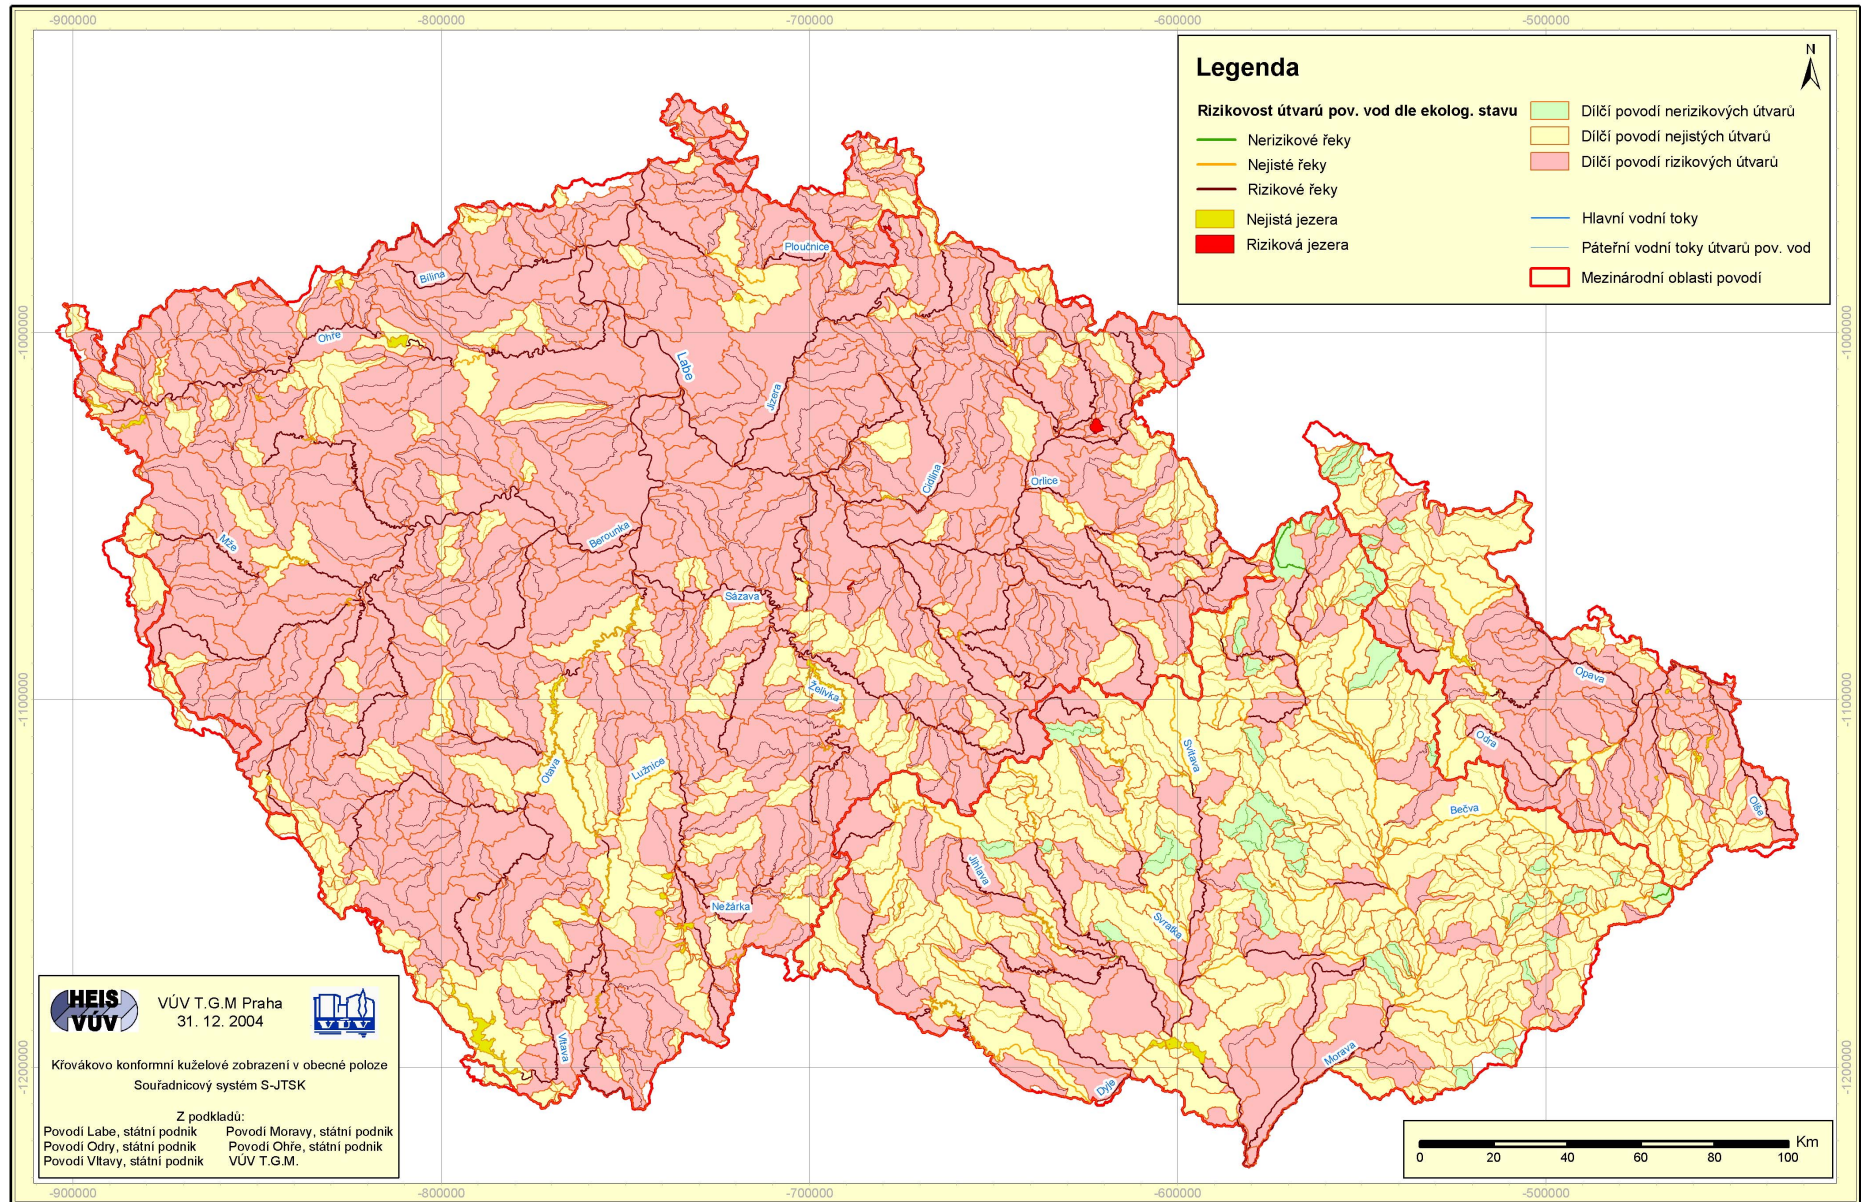 -900000
-800000
-700000
-600000
-500000
Legenda
N
Rizikovost útvarů pov. vod dle ekolog. stavu
Nerizikové řeky
Nejisté řeky
Rizikové řeky
Nejistá jezera
Riziková jezera
Dílčí povodí nerizikových útvarů
Dílčí povodí nejistých útvarů
Dílčí povodí rizikových útvarů
Hlavní vodní toky
Páteřní vodní toky útvarů pov. vod
Mezinárodní oblasti povodí
-1000000
-1000000
Ploučnice
Bílina
Ohře
Labe
Jizera
Cidlina
Orlice
Berounka
Mže
Sázava
Želivka
Opava
-1100000
-1100000
Odra
Svitava
Otava
Lužnice
Bečva
Olše
Jihlava
Nežárka
Svratka
Vltava
Morava
Dyje
-1200000
-1200000
HEIS
VÚV
VÚV T.G.M Praha
31. 12. 2004
VÚV
Křovákovo konformní kuželové zobrazení v obecné poloze
Souřadnicový systém S-JTSK
Z podkladů:
Povodí Labe, státní podnik
Povodí Moravy, státní podnik
Povodí Odry, státní podnik
Povodí Ohře, státní podnik
Povodí Vltavy, státní podnik
VÚV T.G.M.
Km
0 20 40 60 80 100
-900000
-800000
-700000
-600000
-500000